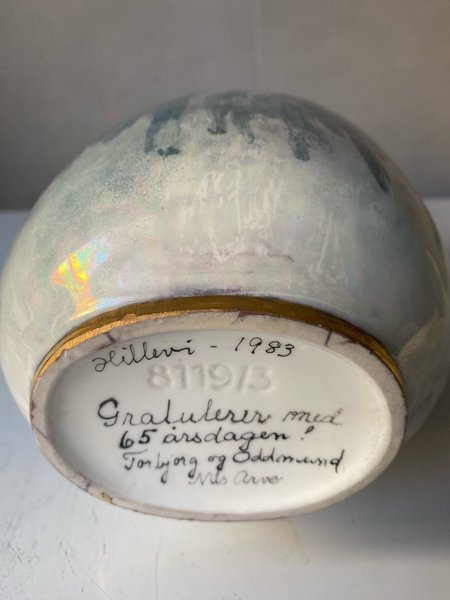 Hillevi - 1983
8119/3
Gratulerer med
65 årsdagen!
Torbjørg og Oddmund
Nils Arve